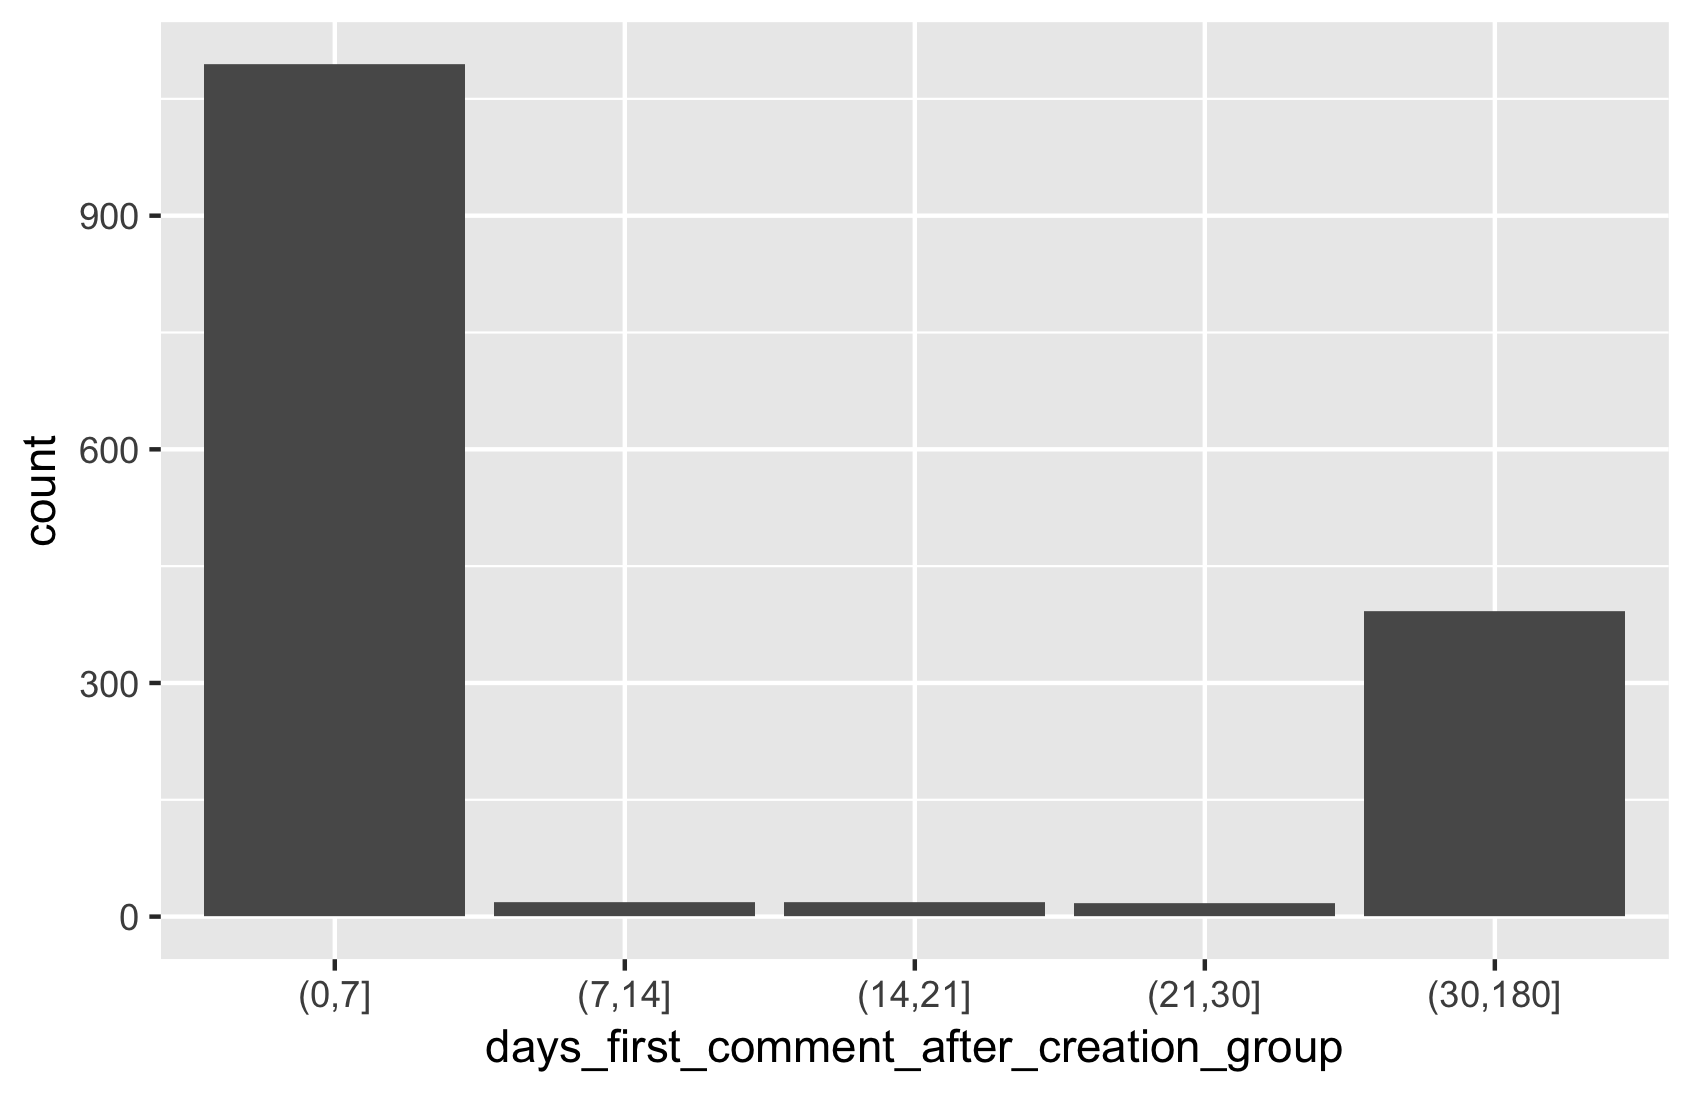 900
600
300
0
count
(0,7] (7,14] (14,21] (21,30] (30,180]
days_first_comment_after_creation_group